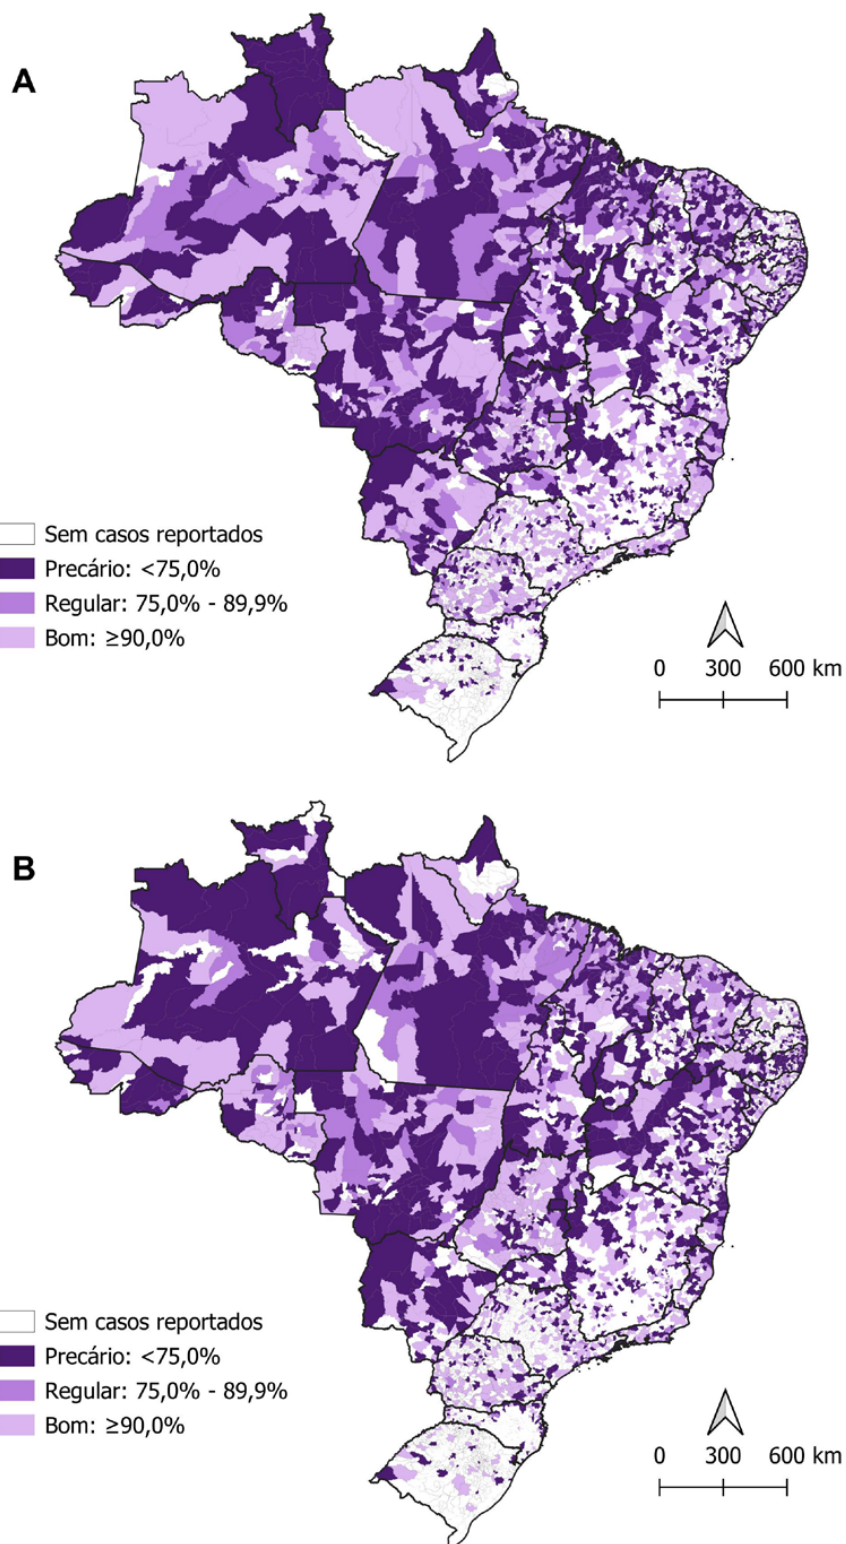 A
Sem casos reportados
Precário: <75,0%
Regular: 75,0% - 89,9%
Bom: ≥90,0%
0 300 600 km
B
Sem casos reportados
Precário: <75,0%
Regular: 75,0% - 89,9%
Bom: ≥90,0%
0 300 600 km